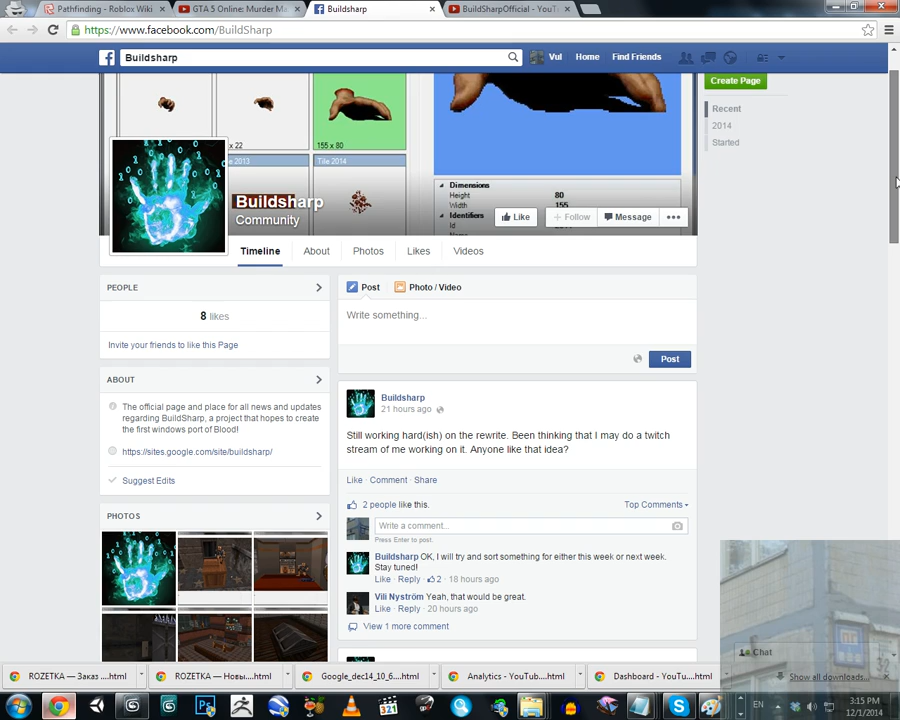 Pathfinding - Roblox Wiki
GTA 5 Online: Murder M
Buildsharp
BuildSharpOfficial - YouT
https://www.facebook.com/BuildSharp
Buildsharp
Vul
Home
Find Friends
Create Page
Recent
2014
Started
155 x 80
Tile 2014
Dimensions
Height 80
Width 155
Identifiers
Buildsharp
Community
Like
Follow
Message
Timeline
About
Photos
Likes
Videos
PEOPLE
8 likes
Invite your friends to like this Page
ABOUT
The official page and place for all news and updates
regarding BuildSharp, a project that hopes to create
the first windows port of Blood!
https://sites.google.com/site/buildsharp/
Suggest Edits
PHOTOS
Post
Photo / Video
Write something...
Post
Buildsharp
21 hours ago
Still working hard(ish) on the rewrite. Been thinking that I may do a twitch
stream of me working on it. Anyone like that idea?
Like · Comment · Share
2 people like this.
Top Comments
Write a comment...
Press Enter to post.
Buildsharp OK, I will try and sort something for either this week or next week.
Stay tuned!
Like · Reply · 2 · 18 hours ago
Vili Nyström Yeah, that would be great.
Like · Reply · 20 hours ago
View 1 more comment
Chat
ROZETKA — Заказ ....html
ROZETKA — Новы....html
Google_dec14_10_6....html
Analytics - YouTub....html
Dashboard - YouTu....html
Show all downloads...
321
EN
3:15 PM
12/1/2014